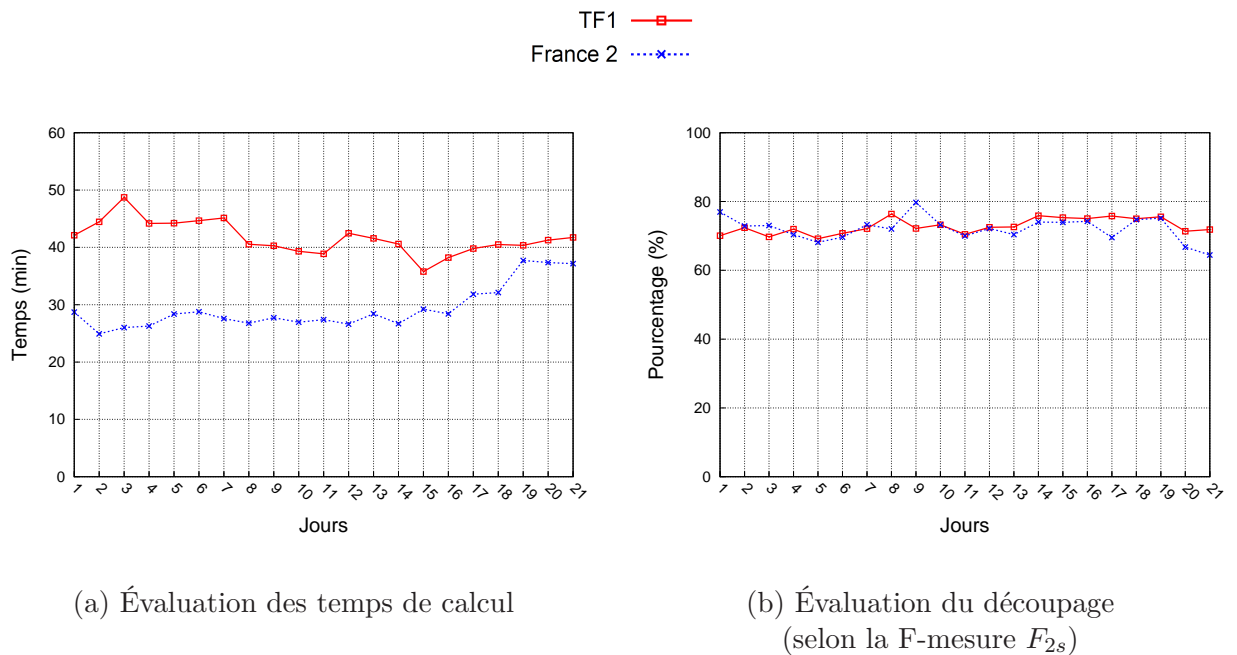 TF1
France 2
60
50
40
30
20
10
0
Temps (min)
1 2 3 4 5 6 7 8 9 10 11 12 13 14 15 16 17 18 19 20 21
Jours
100
80
60
40
20
0
Pourcentage (%)
1 2 3 4 5 6 7 8 9 10 11 12 13 14 15 16 17 18 19 20 21
Jours
(a) Évaluation des temps de calcul
(b) Évaluation du découpage
(selon la F-mesure F2s)